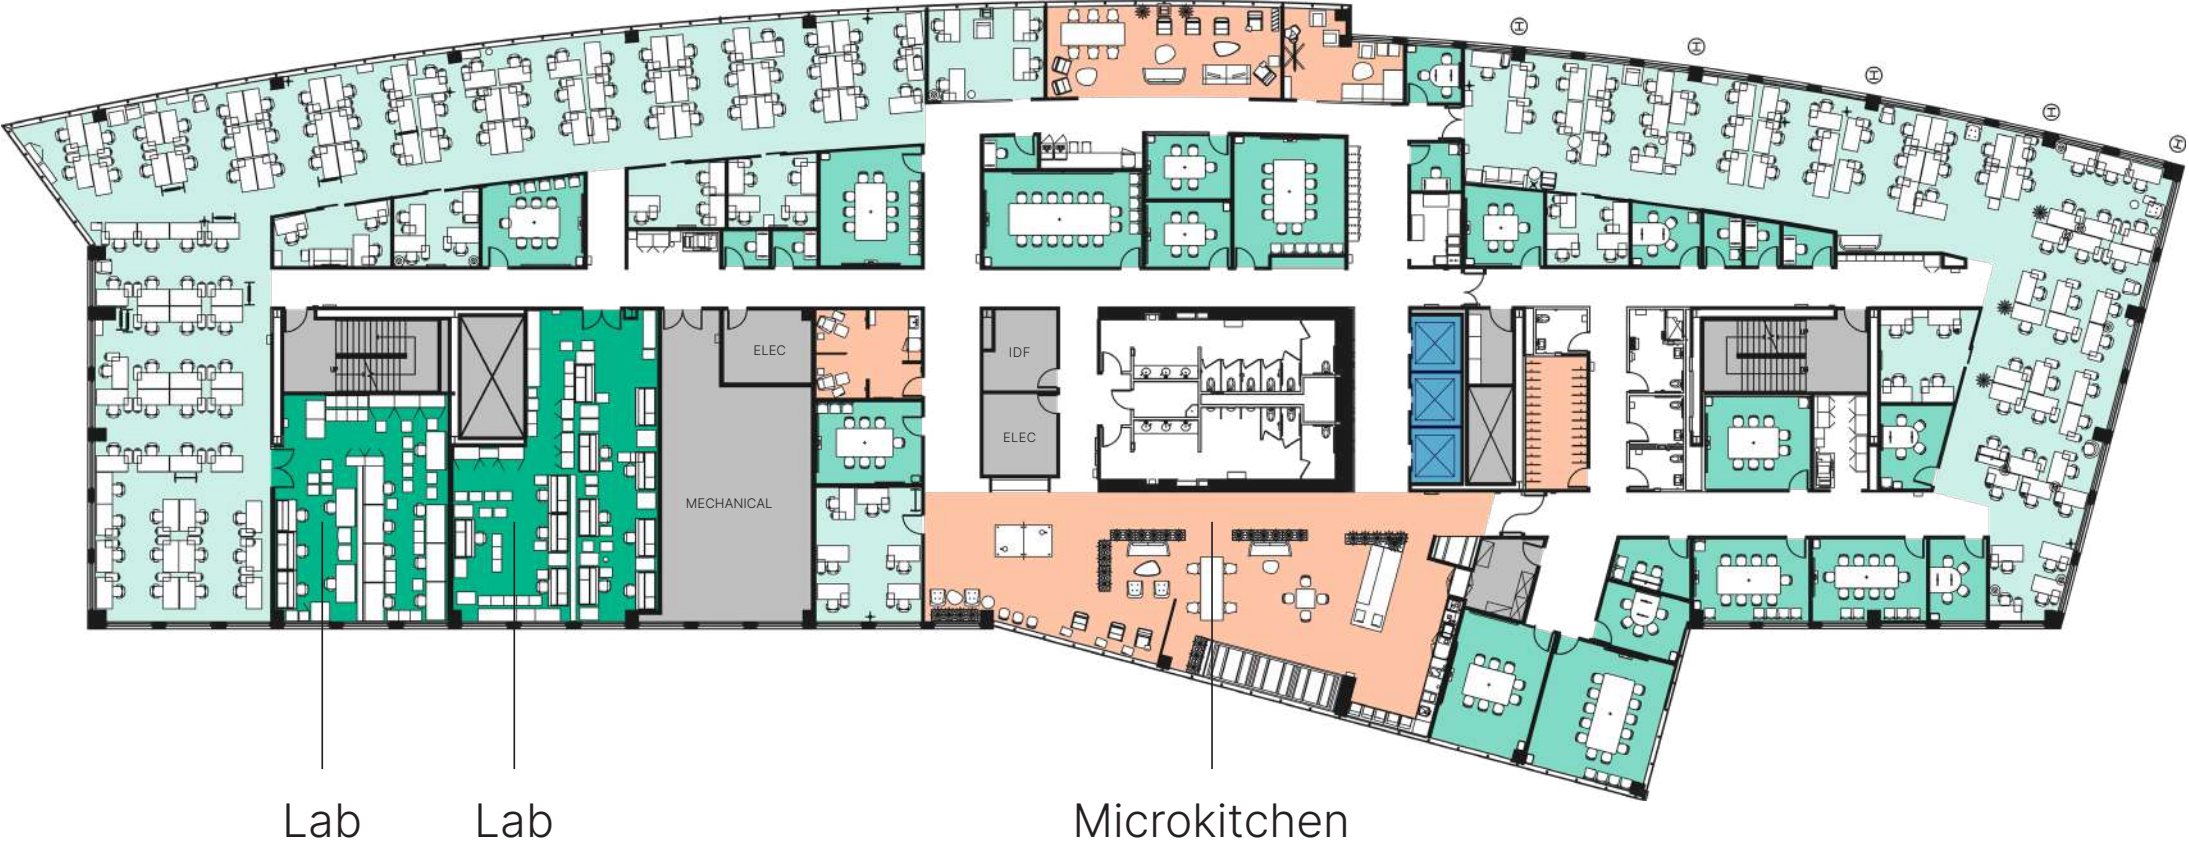 ELEC
IDF
ELEC
MECHANICAL
Lab
Lab
Microkitchen